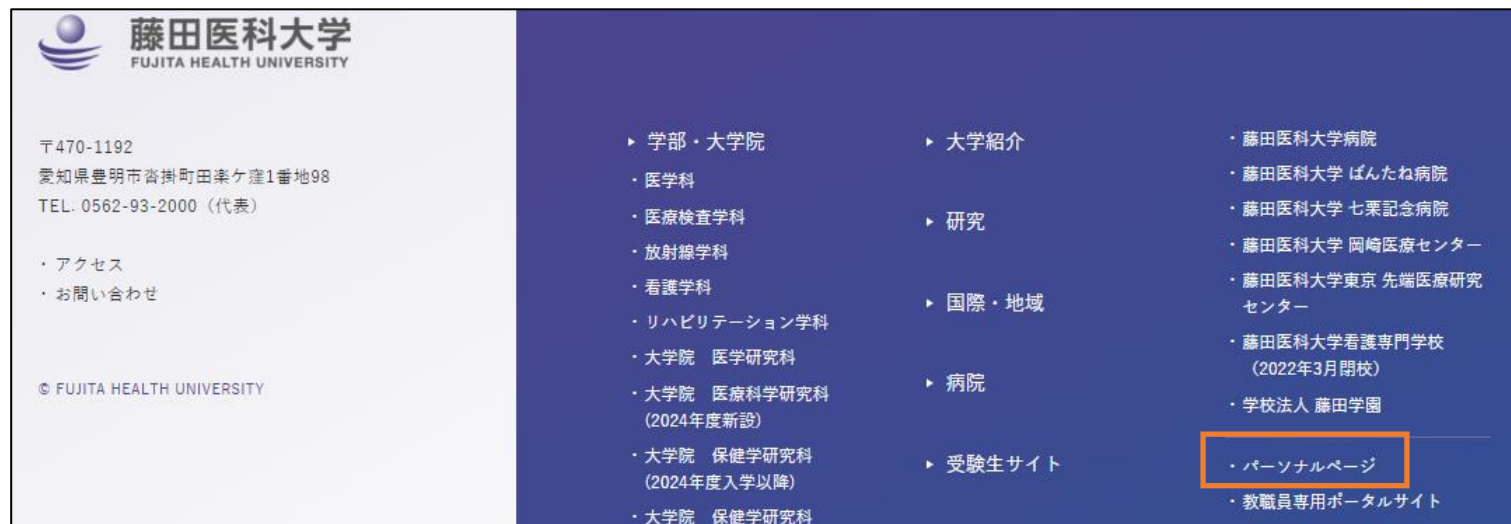 藤田医科大学
FUJITA HEALTH UNIVERSITY
〒470-1192
愛知県豊明市沓掛町田楽ケ窪1番地98
TEL. 0562-93-2000（代表）
・アクセス
・お問い合わせ
© FUJITA HEALTH UNIVERSITY
▸ 学部・大学院
・医学科
・医療検査学科
・放射線学科
・看護学科
・リハビリテーション学科
・大学院　医学研究科
・大学院　医療科学研究科
(2024年度新設)
・大学院　保健学研究科
(2024年度入学以降)
・大学院　保健学研究科
▸ 大学紹介
▸ 研究
▸ 国際・地域
▸ 病院
▸ 受験生サイト
・藤田医科大学病院
・藤田医科大学 ばんたね病院
・藤田医科大学 七栗記念病院
・藤田医科大学 岡崎医療センター
・藤田医科大学東京 先端医療研究
センター
・藤田医科大学看護専門学校
（2022年3月閉校）
・学校法人 藤田学園
・パーソナルページ
・教職員専用ポータルサイト